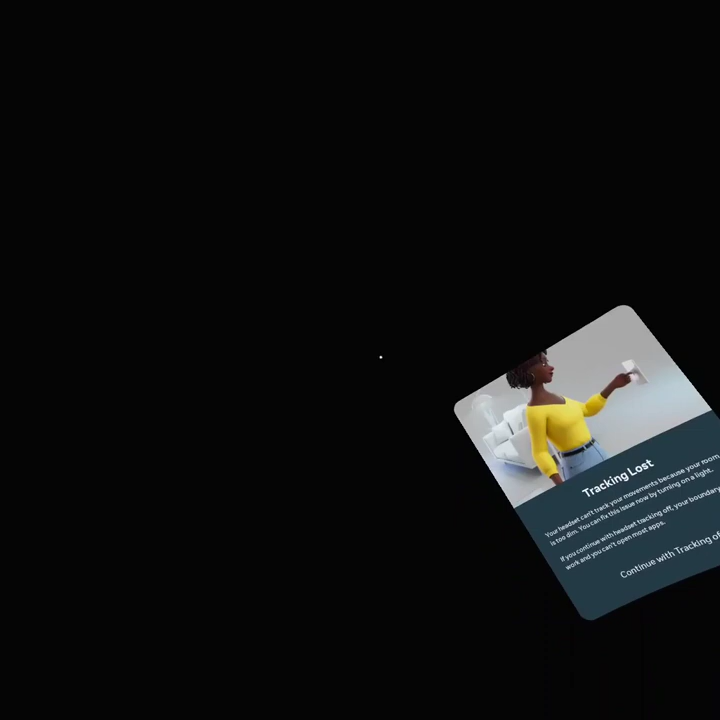 Tracking Lost
Your headset can't track your movements because your room
is too dim. You can fix this issue now by turning on a light.
If you continue with headset tracking off, your boundary
work and you can't open most apps.
Continue with Tracking of